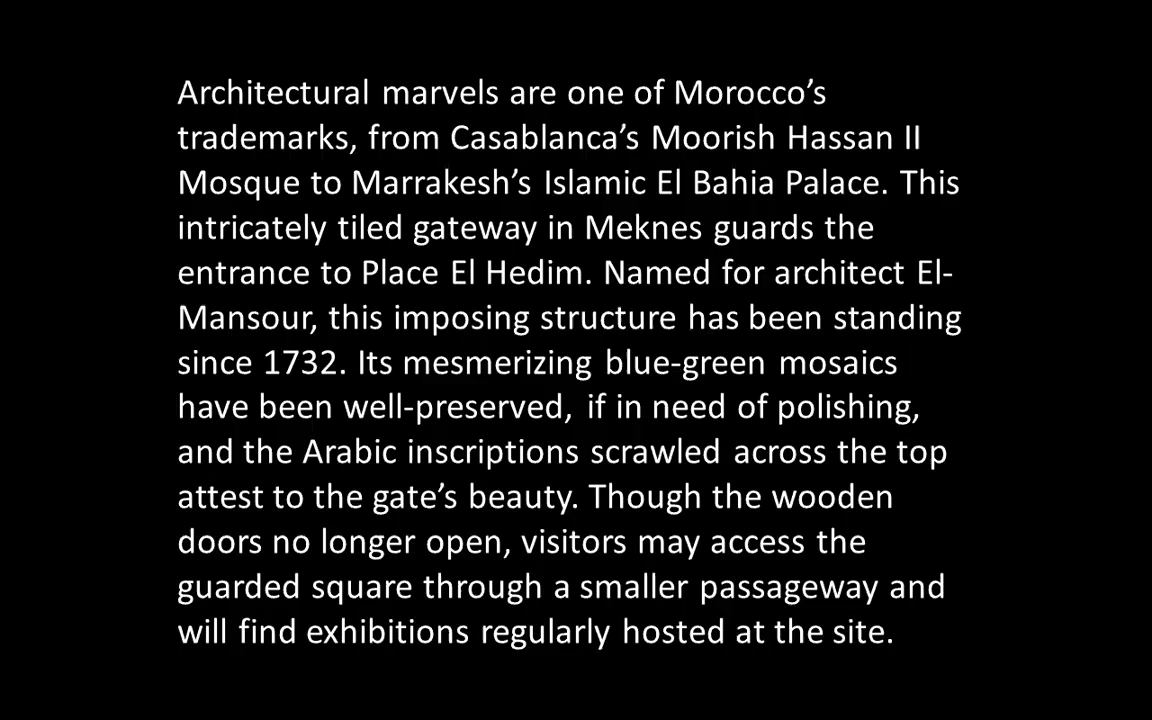 Architectural marvels are one of Morocco’s
trademarks, from Casablanca’s Moorish Hassan II
Mosque to Marrakesh’s Islamic El Bahia Palace. This
intricately tiled gateway in Meknes guards the
entrance to Place El Hedim. Named for architect El-
Mansour, this imposing structure has been standing
since 1732. Its mesmerizing blue-green mosaics
have been well-preserved, if in need of polishing,
and the Arabic inscriptions scrawled across the top
attest to the gate’s beauty. Though the wooden
doors no longer open, visitors may access the
guarded square through a smaller passageway and
will find exhibitions regularly hosted at the site.